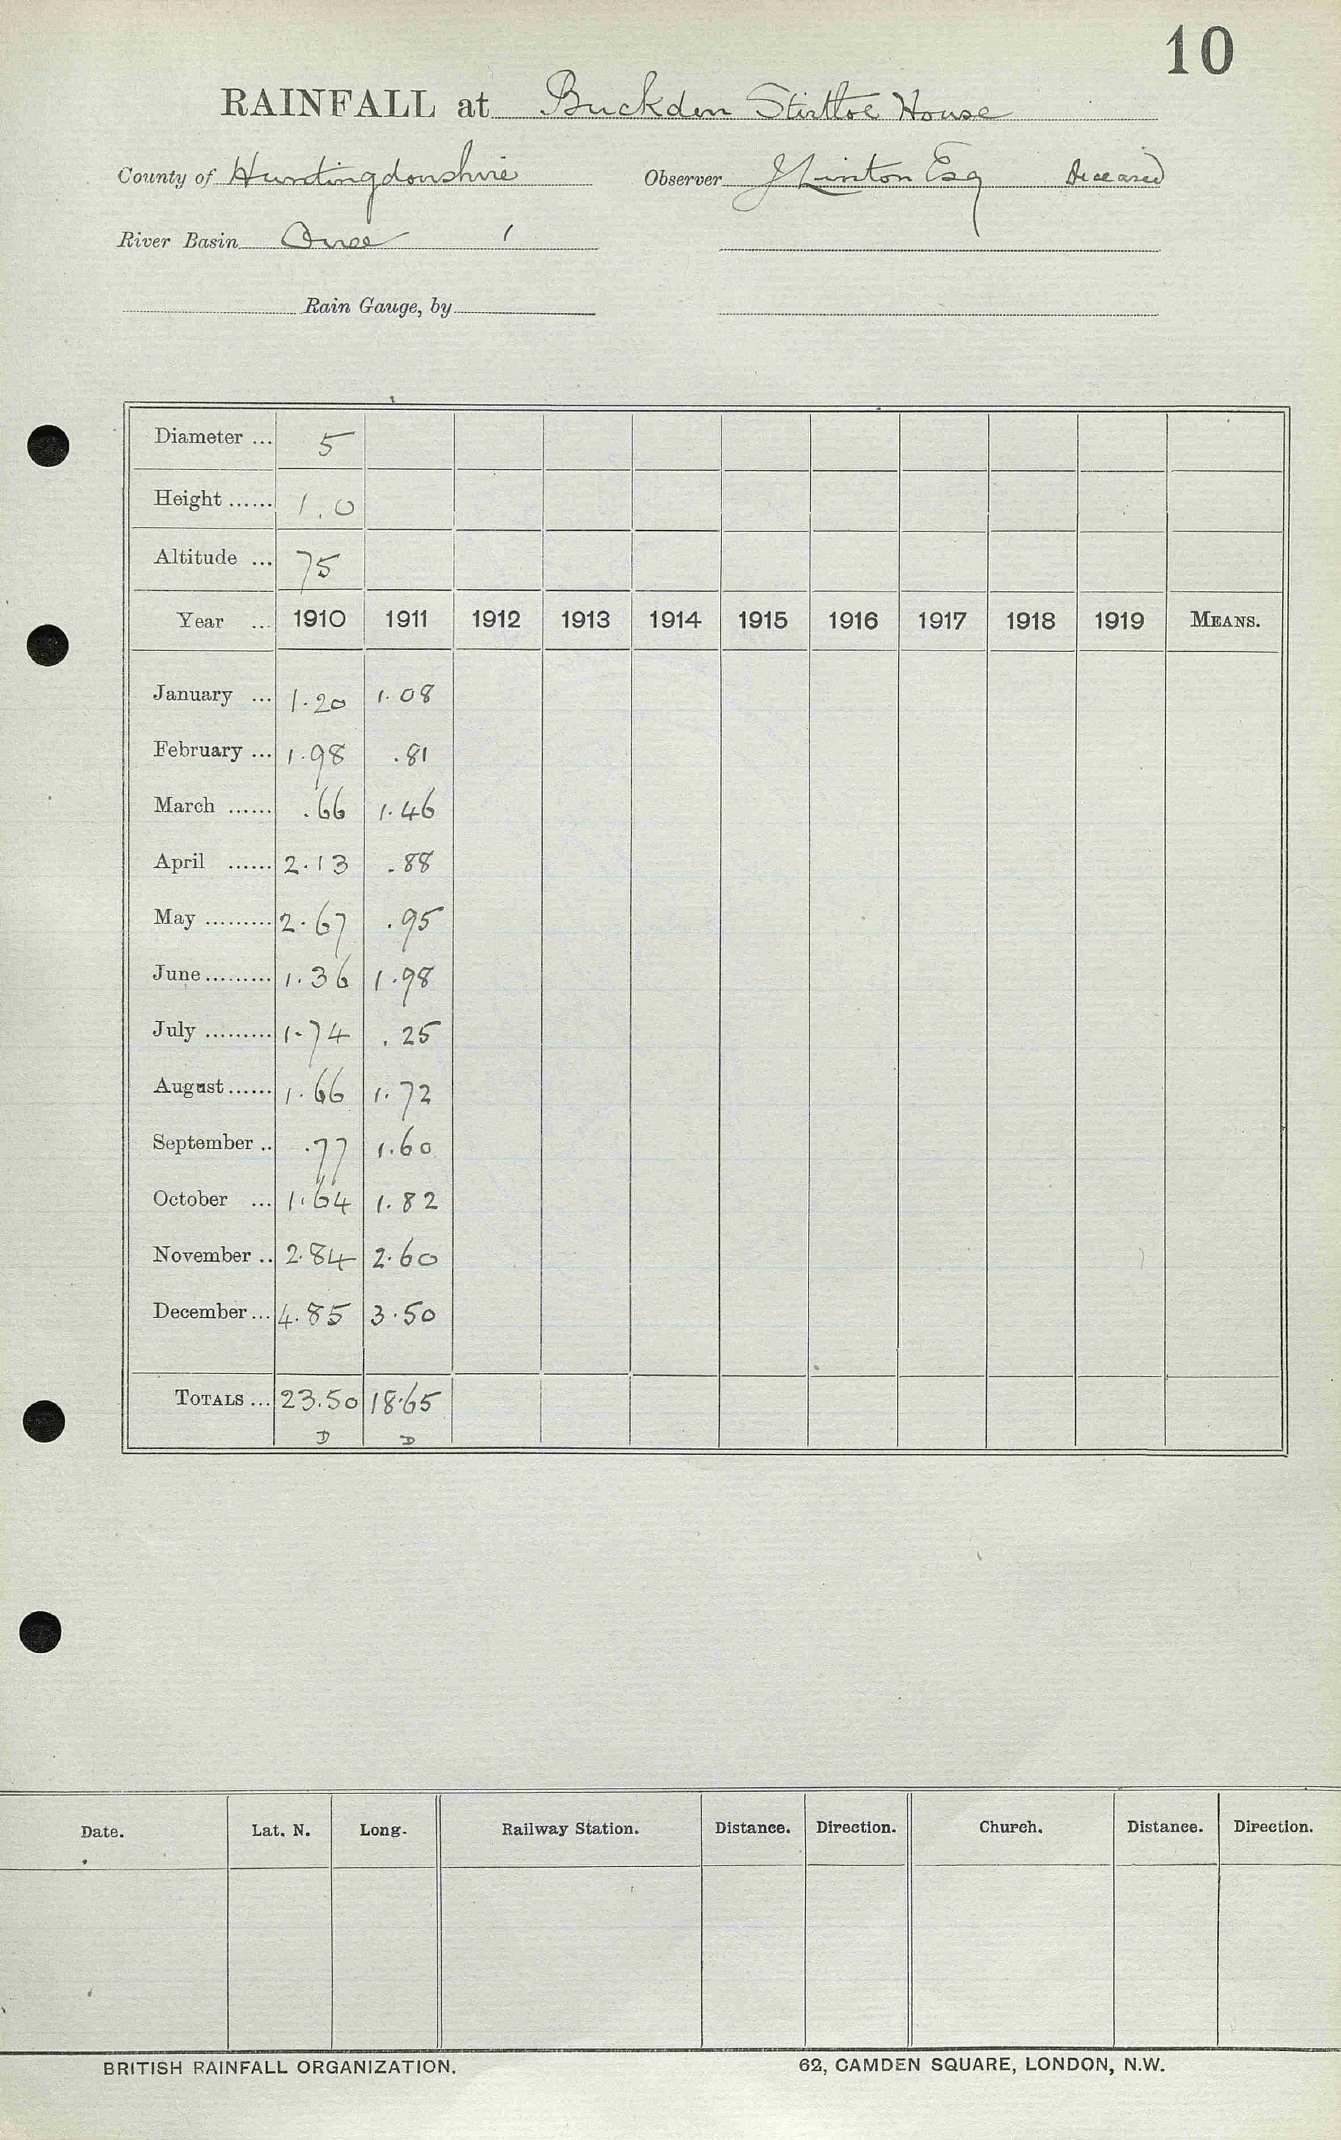 10
RAINFALL at Buckden Stirtloe House
County of Huntingdonshire Observer J Linton Esq Deceased
River Basin Ouse 1
Rain Gauge, by
Diameter ... 5
Height ...... 1.0
Altitude ... 75
Year ... 1910 1911 1912 1913 1914 1915 1916 1917 1918 1919 MEANS.
January ... 1.20 1.08
February ... 1.98 .81
March ...... .66 1.46
April ...... 2.13 .88
May ......... 2.67 .95
June ......... 1.36 1.98
July ......... 1.74 .25
August ...... 1.66 1.72
September .. .77 1.60
October ... 1.64 1.82
November .. 2.84 2.60
December ... 4.85 3.50
TOTALS ... 23.50 18.65
D D
Date. Lat. N. Long. Railway Station. Distance. Direction. Church. Distance. Direction.
BRITISH RAINFALL ORGANIZATION. 62, CAMDEN SQUARE, LONDON, N.W.